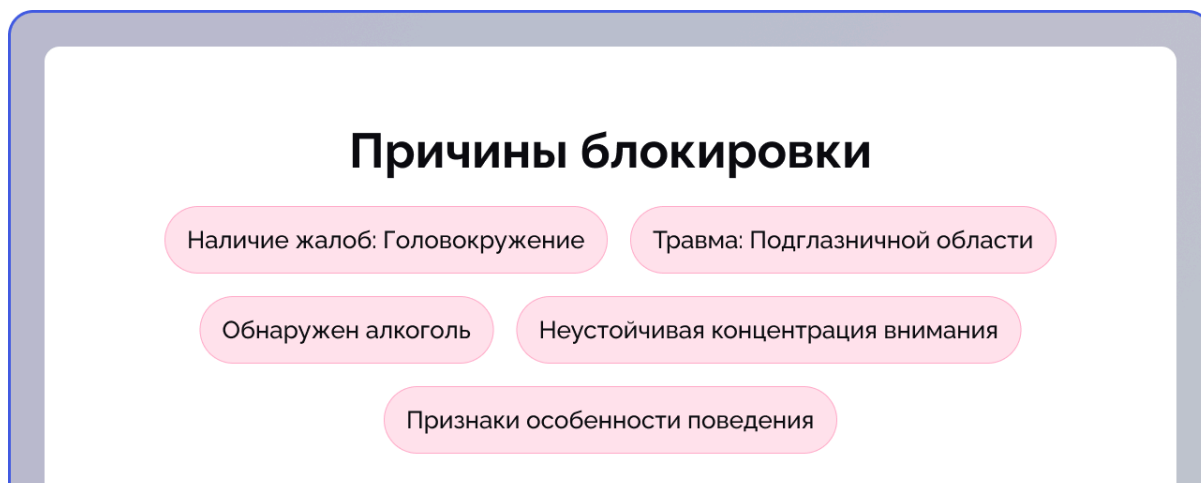 Причины блокировки
Наличие жалоб: Головокружение
Травма: Подглазничной области
Обнаружен алкоголь
Неустойчивая концентрация внимания
Признаки особенности поведения